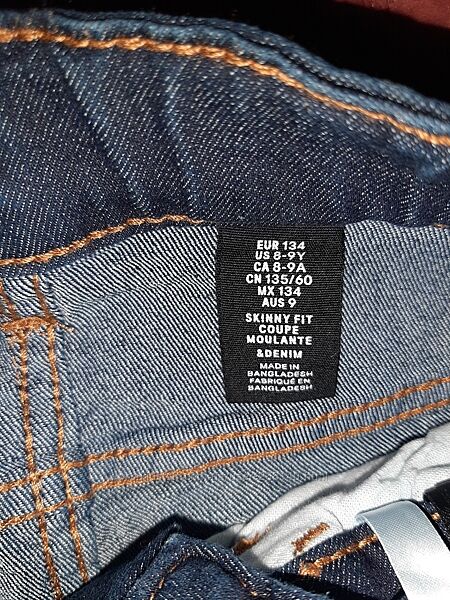 EUR 134
US 8-9Y
CA 8-9A
CN 135/60
MX 134
AUS 9
SKINNY FIT
COUPE
MOULANTE
&DENIM
MADE IN
BANGLADESH
FABRIQUÉ EN
BANGLADESH